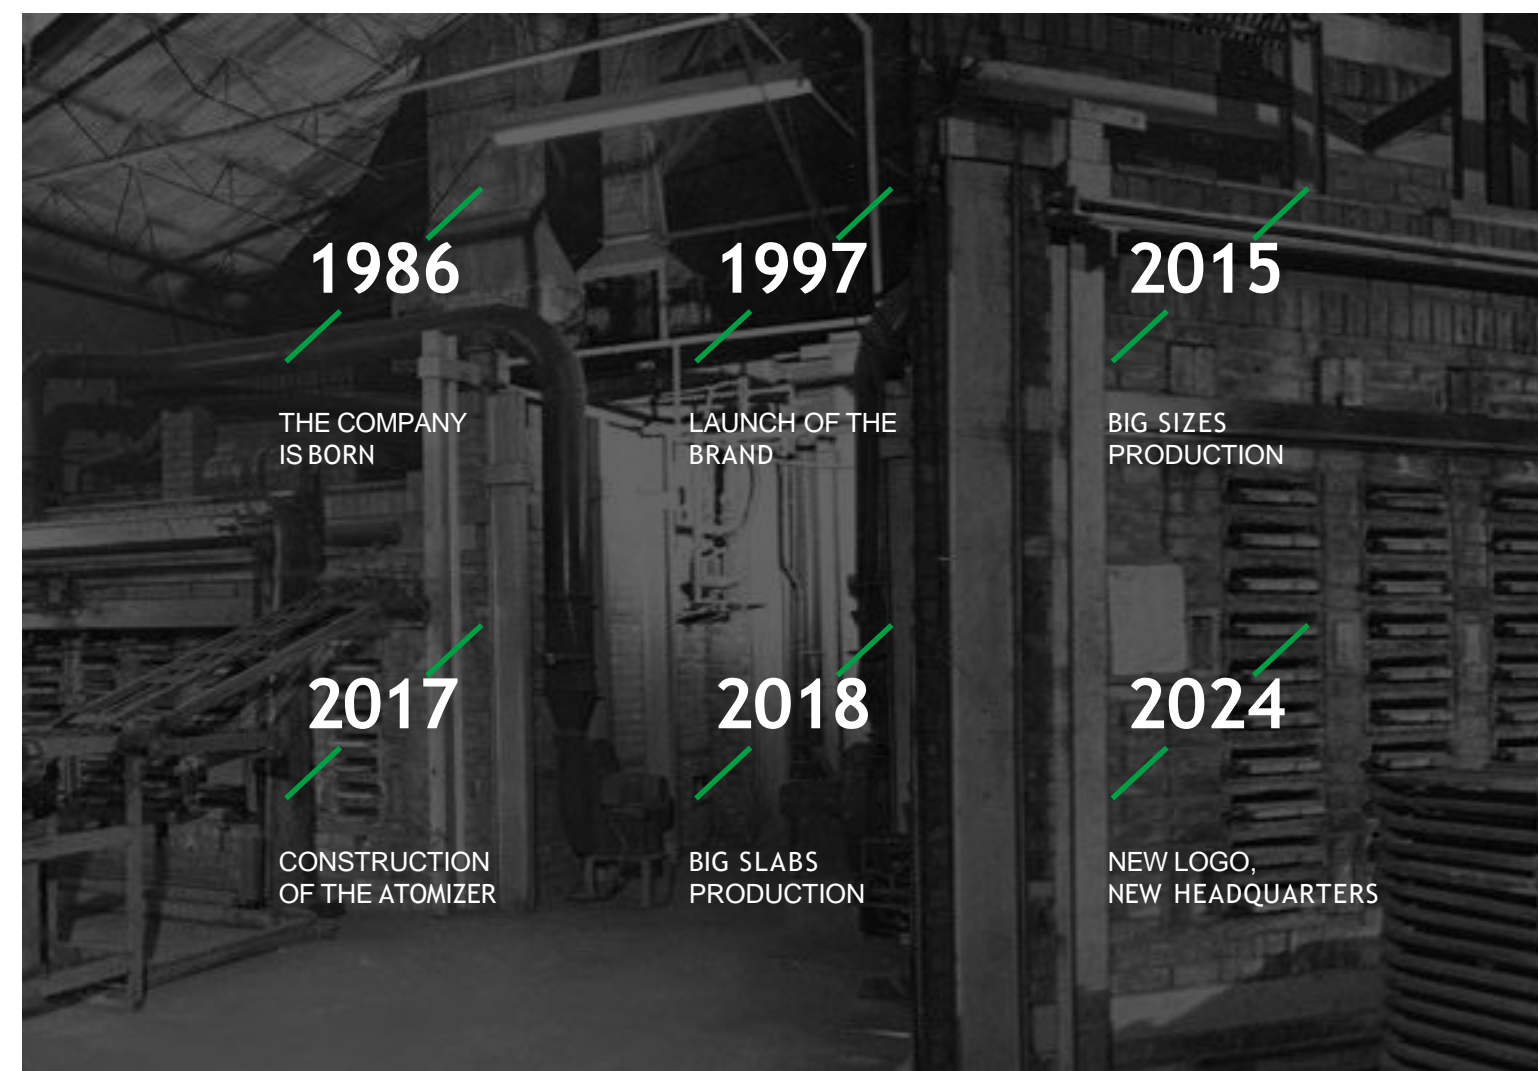 1986
THE COMPANY
IS BORN
1997
LAUNCH OF THE
BRAND
2015
BIG SIZES
PRODUCTION
2017
CONSTRUCTION
OF THE ATOMIZER
2018
BIG SLABS
PRODUCTION
2024
NEW LOGO,
NEW HEADQUARTERS